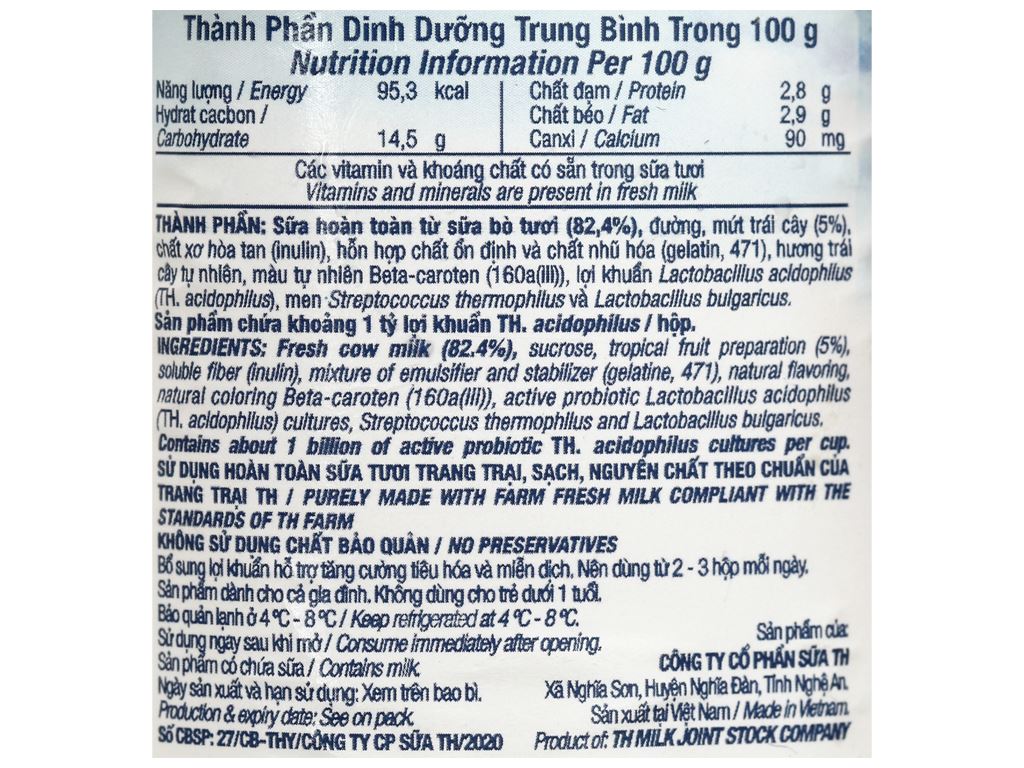 Thành Phần Dinh Dưỡng Trung Bình Trong 100 g
Nutrition Information Per 100 g
Năng lượng / Energy 95,3 kcal
Hydrat cacbon /
Carbohydrate 14,5 g
Chất đạm / Protein 2,8 g
Chất béo / Fat 2,9 g
Canxi / Calcium 90 mg
Các vitamin và khoáng chất có sẵn trong sữa tươi
Vitamins and minerals are present in fresh milk
THÀNH PHẦN: Sữa hoàn toàn từ sữa bò tươi (82,4%), đường, mứt trái cây (5%),
chất xơ hòa tan (inulin), hỗn hợp chất ổn định và chất nhũ hóa (gelatin, 471), hương trái
cây tự nhiên, màu tự nhiên Beta-caroten (160a(iii)), lợi khuẩn Lactobacillus acidophilus
(TH. acidophilus), men Streptococcus thermophilus và Lactobacillus bulgaricus.
Sản phẩm chứa khoảng 1 tỷ lợi khuẩn TH. acidophilus / hộp.
INGREDIENTS: Fresh cow milk (82.4%), sucrose, tropical fruit preparation (5%),
soluble fiber (inulin), mixture of emulsifier and stabilizer (gelatine, 471), natural flavoring,
natural coloring Beta-caroten (160a(iii)), active probiotic Lactobacillus acidophilus
(TH. acidophilus) cultures, Streptococcus thermophilus and Lactobacillus bulgaricus.
Contains about 1 billion of active probiotic TH. acidophilus cultures per cup.
SỬ DỤNG HOÀN TOÀN SỮA TƯƠI TRANG TRẠI, SẠCH, NGUYÊN CHẤT THEO CHUẨN CỦA
TRANG TRẠI TH / PURELY MADE WITH FARM FRESH MILK COMPLIANT WITH THE
STANDARDS OF TH FARM
KHÔNG SỬ DỤNG CHẤT BẢO QUẢN / NO PRESERVATIVES
Bổ sung lợi khuẩn hỗ trợ tăng cường tiêu hóa và miễn dịch. Nên dùng từ 2 - 3 hộp mỗi ngày.
Sản phẩm dành cho cả gia đình. Không dùng cho trẻ dưới 1 tuổi.
Bảo quản lạnh ở 4 °C - 8 °C / Keep refrigerated at 4 °C - 8 °C.
Sử dụng ngay sau khi mở / Consume immediately after opening.
Sản phẩm có chứa sữa / Contains milk.
Ngày sản xuất và hạn sử dụng: Xem trên bao bì.
Production & expiry date: See on pack.
Số CBSP: 27/CB-THY/CÔNG TY CP SỮA TH/2020
Sản phẩm của:
CÔNG TY CỔ PHẦN SỮA TH
Xã Nghĩa Sơn, Huyện Nghĩa Đàn, Tỉnh Nghệ An.
Sản xuất tại Việt Nam / Made in Vietnam.
Product of: TH MILK JOINT STOCK COMPANY